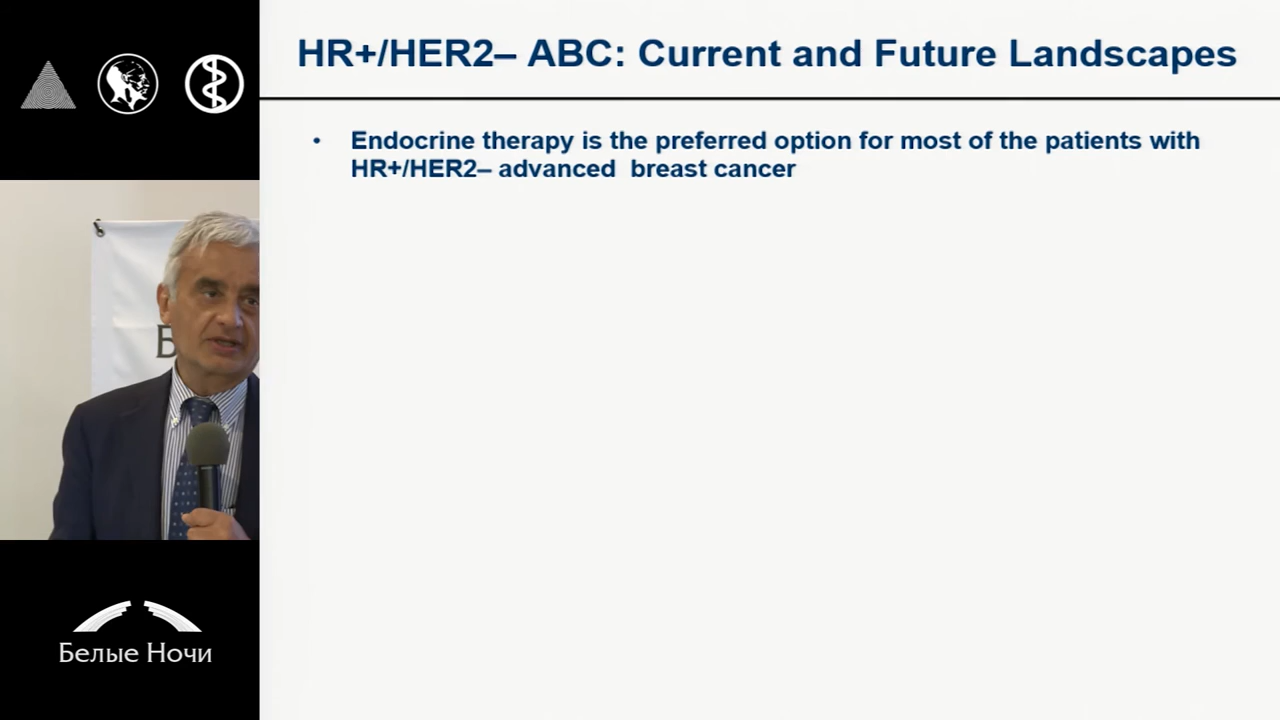 HR+/HER2– ABC: Current and Future Landscapes
• Endocrine therapy is the preferred option for most of the patients with
HR+/HER2– advanced breast cancer
Б
Белые Ночи